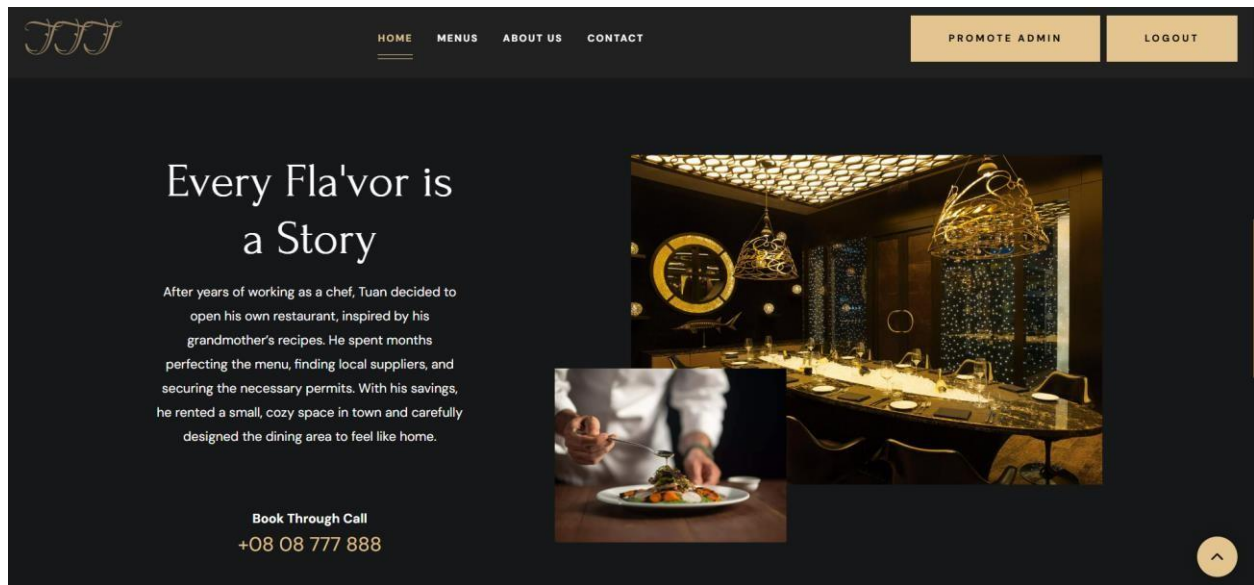 HOME MENUS ABOUT US CONTACT PROMOTE ADMIN LOGOUT
Every Fla'vor is
a Story
After years of working as a chef, Tuan decided to
open his own restaurant, inspired by his
grandmother's recipes. He spent months
perfecting the menu, finding local suppliers, and
securing the necessary permits. With his savings,
he rented a small, cozy space in town and carefully
designed the dining area to feel like home.
Book Through Call
+08 08 777 888